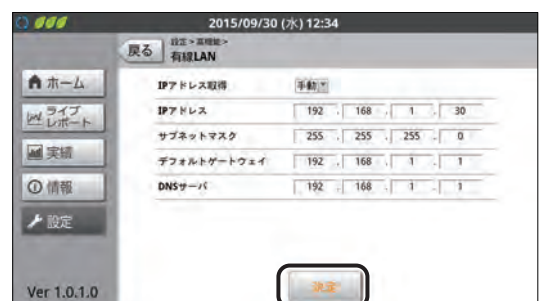 2015/09/30 (水) 12:34
戻る
設定 > 高機能 >
有線LAN
ホーム
ライブ
レポート
実績
情報
設定
Ver 1.0.1.0
IPアドレス取得 手動
IPアドレス 192 . 168 . 1 . 30
サブネットマスク 255 . 255 . 255 . 0
デフォルトゲートウェイ 192 . 168 . 1 . 1
DNSサーバ 192 . 168 . 1 . 1
決定